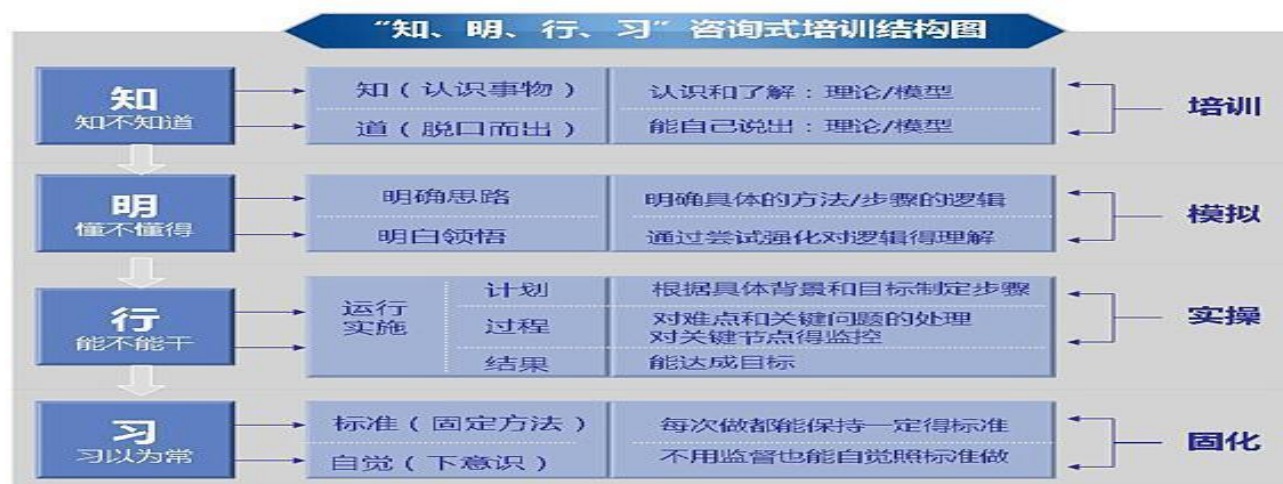 “知、明、行、习”咨询式培训结构图
知
知不知道
知（认识事物）
认识和了解：理论/模型
道（脱口而出）
能自己说出：理论/模型
培训
明
懂不懂得
明确思路
明确具体的方法/步骤的逻辑
明白领悟
通过尝试强化对逻辑得理解
模拟
行
能不能干
运行
实施
计划
根据具体背景和目标制定步骤
过程
对难点和关键问题的处理
对关键节点得监控
结果
能达成目标
实操
习
习以为常
标准（固定方法）
每次做都能保持一定得标准
自觉（下意识）
不用监督也能自觉照标准做
固化